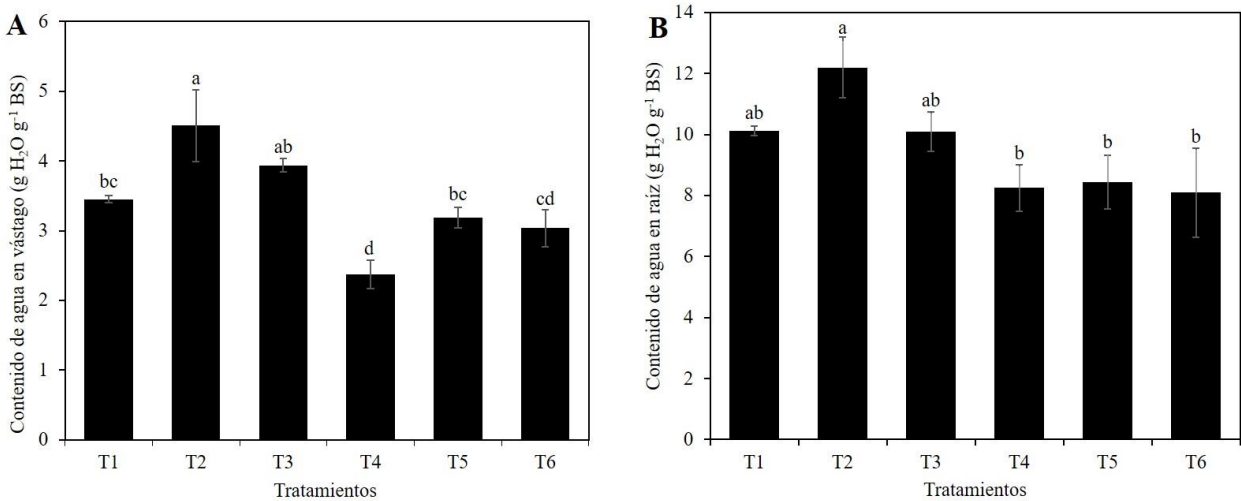 A
Contenido de agua en vástago (g H₂O g⁻¹ BS)
6
5
4
3
2
1
0
bc
a
ab
d
bc
cd
T1 T2 T3 T4 T5 T6
Tratamientos
B
Contenido de agua en raíz (g H₂O g⁻¹ BS)
14
12
10
8
6
4
2
0
ab
a
ab
b
b
b
T1 T2 T3 T4 T5 T6
Tratamientos